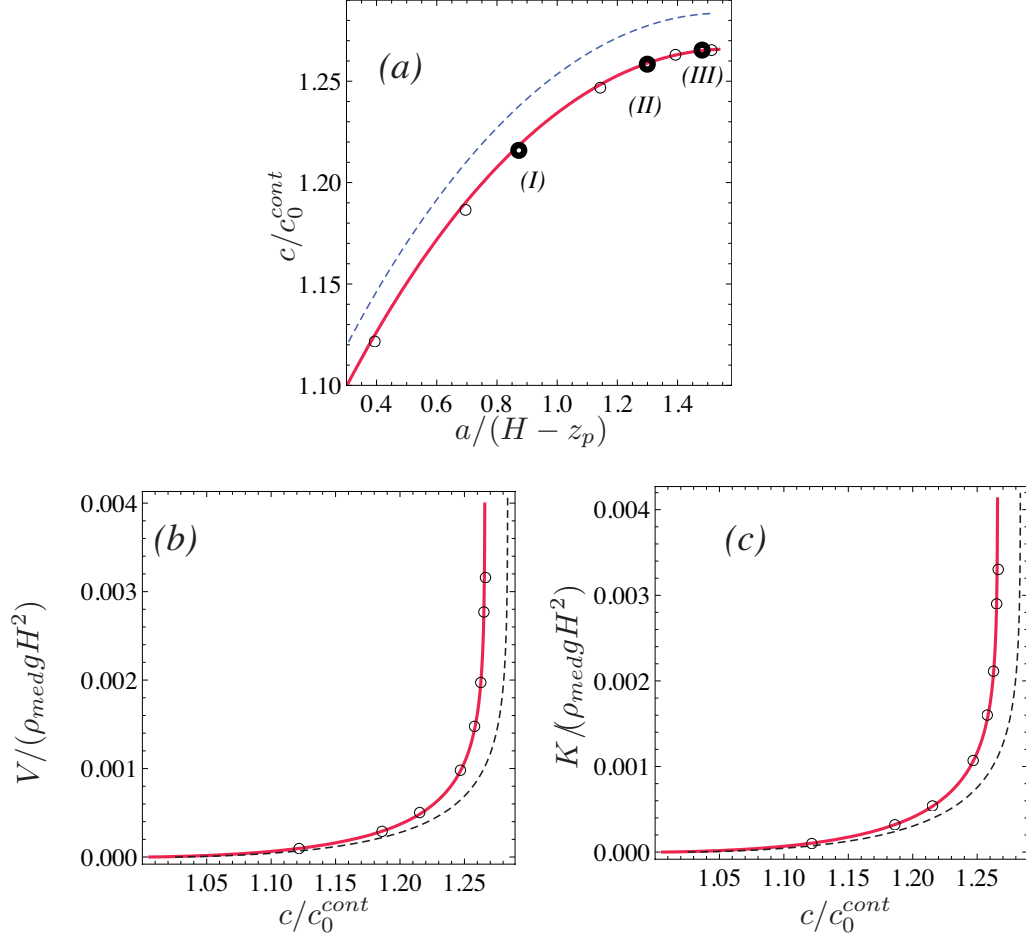 (a)
1.25
1.20
1.15
1.10
c/c_0^{cont}
(I)
(II)
(III)
0.4 0.6 0.8 1.0 1.2 1.4
a/(H − z_p)
(b)
0.004
0.003
0.002
0.001
0.000
V/(ρ_{med}gH^2)
1.05 1.10 1.15 1.20 1.25
c/c_0^{cont}
(c)
0.004
0.003
0.002
0.001
0.000
K/(ρ_{med}gH^2)
1.05 1.10 1.15 1.20 1.25
c/c_0^{cont}